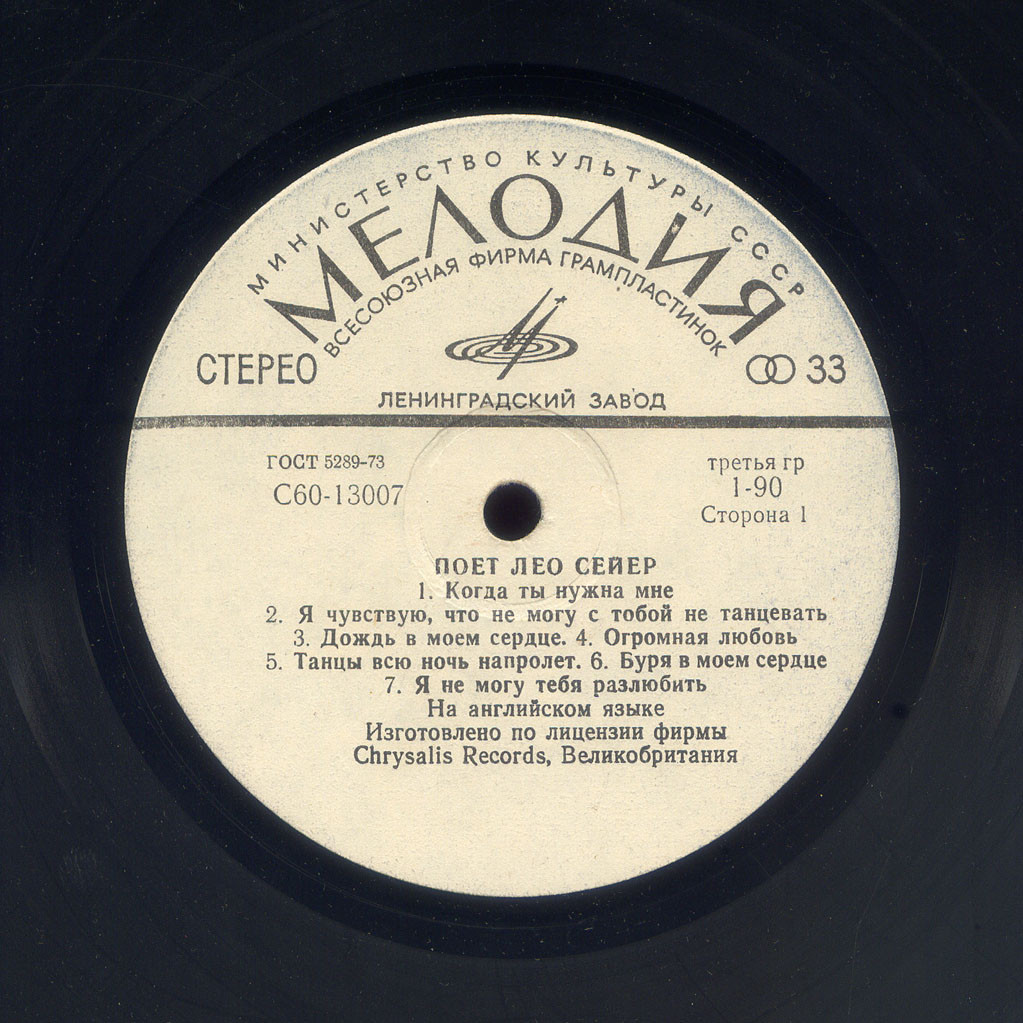 МИНИСТЕРСТВО КУЛЬТУРЫ СССР
МЕЛОДИЯ
ВСЕСОЮЗНАЯ ФИРМА ГРАМПЛАСТИНОК
СТЕРЕО
33
ЛЕНИНГРАДСКИЙ ЗАВОД
ГОСТ 5289-73
С60-13007
третья гр
1-90
Сторона 1
ПОЕТ ЛЕО СЕЙЕР
1. Когда ты нужна мне
2. Я чувствую, что не могу с тобой не танцевать
3. Дождь в моем сердце. 4. Огромная любовь
5. Танцы всю ночь напролет. 6. Буря в моем сердце
7. Я не могу тебя разлюбить
На английском языке
Изготовлено по лицензии фирмы
Chrysalis Records, Великобритания